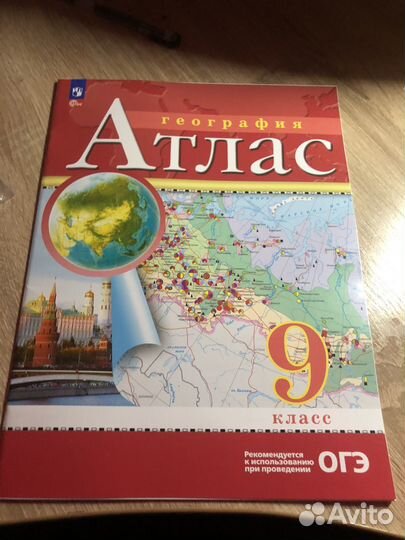 география
Атлас
9
класс
Рекомендуется
к использованию
при проведении
ОГЭ
Avito